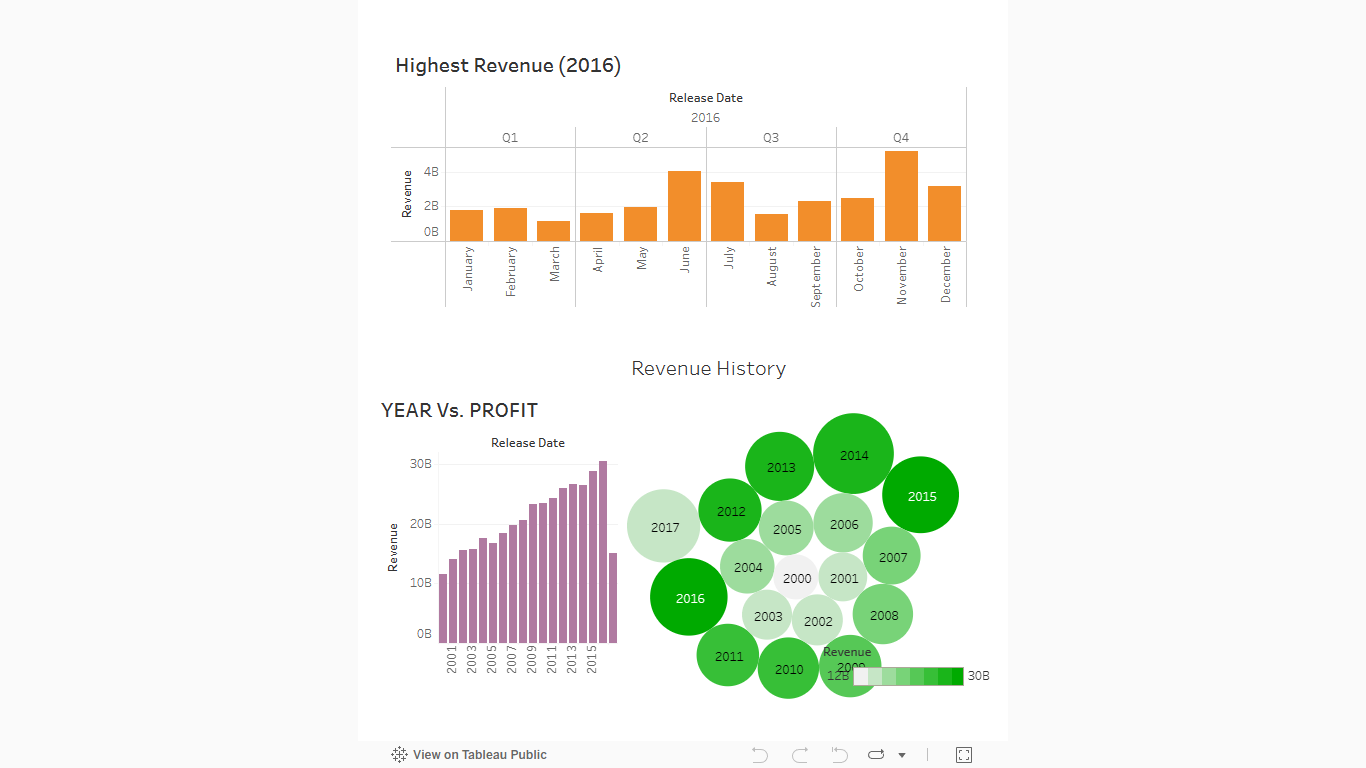 Highest Revenue (2016)
Release Date
2016
Q1 Q2 Q3 Q4
4B
2B
0B
Revenue
January February March April May June July August September October November December
Revenue History
YEAR Vs. PROFIT
Release Date
30B
20B
10B
0B
Revenue
2001 2003 2005 2007 2009 2011 2013 2015
2014
2013
2015
2012
2005
2006
2017
2007
2004
2000
2001
2016
2003
2002
2008
2011
2010
2009
Revenue
12B 30B
View on Tableau Public